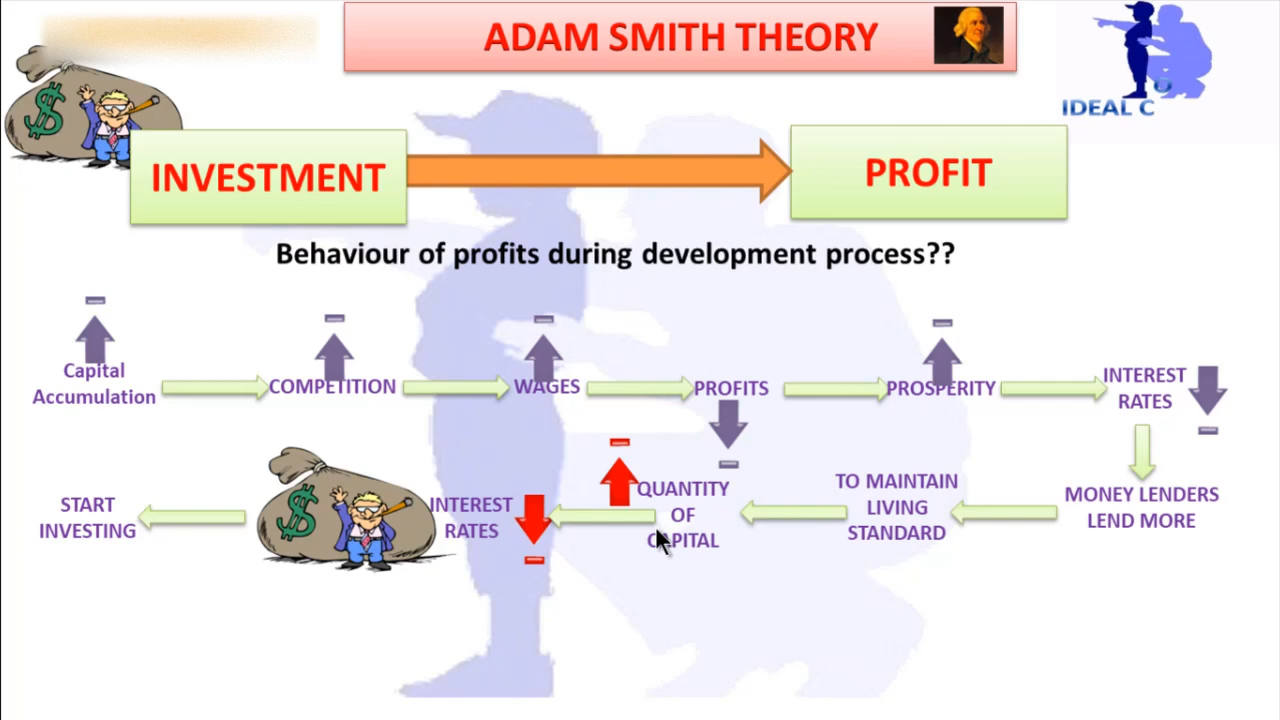 ADAM SMITH THEORY
IDEAL C
INVESTMENT
PROFIT
Behaviour of profits during development process??
Capital
Accumulation
COMPETITION
WAGES
PROFITS
PROSPERITY
INTEREST
RATES
MONEY LENDERS
LEND MORE
TO MAINTAIN
LIVING
STANDARD
QUANTITY
OF
CAPITAL
INTEREST
RATES
$
START
INVESTING
$